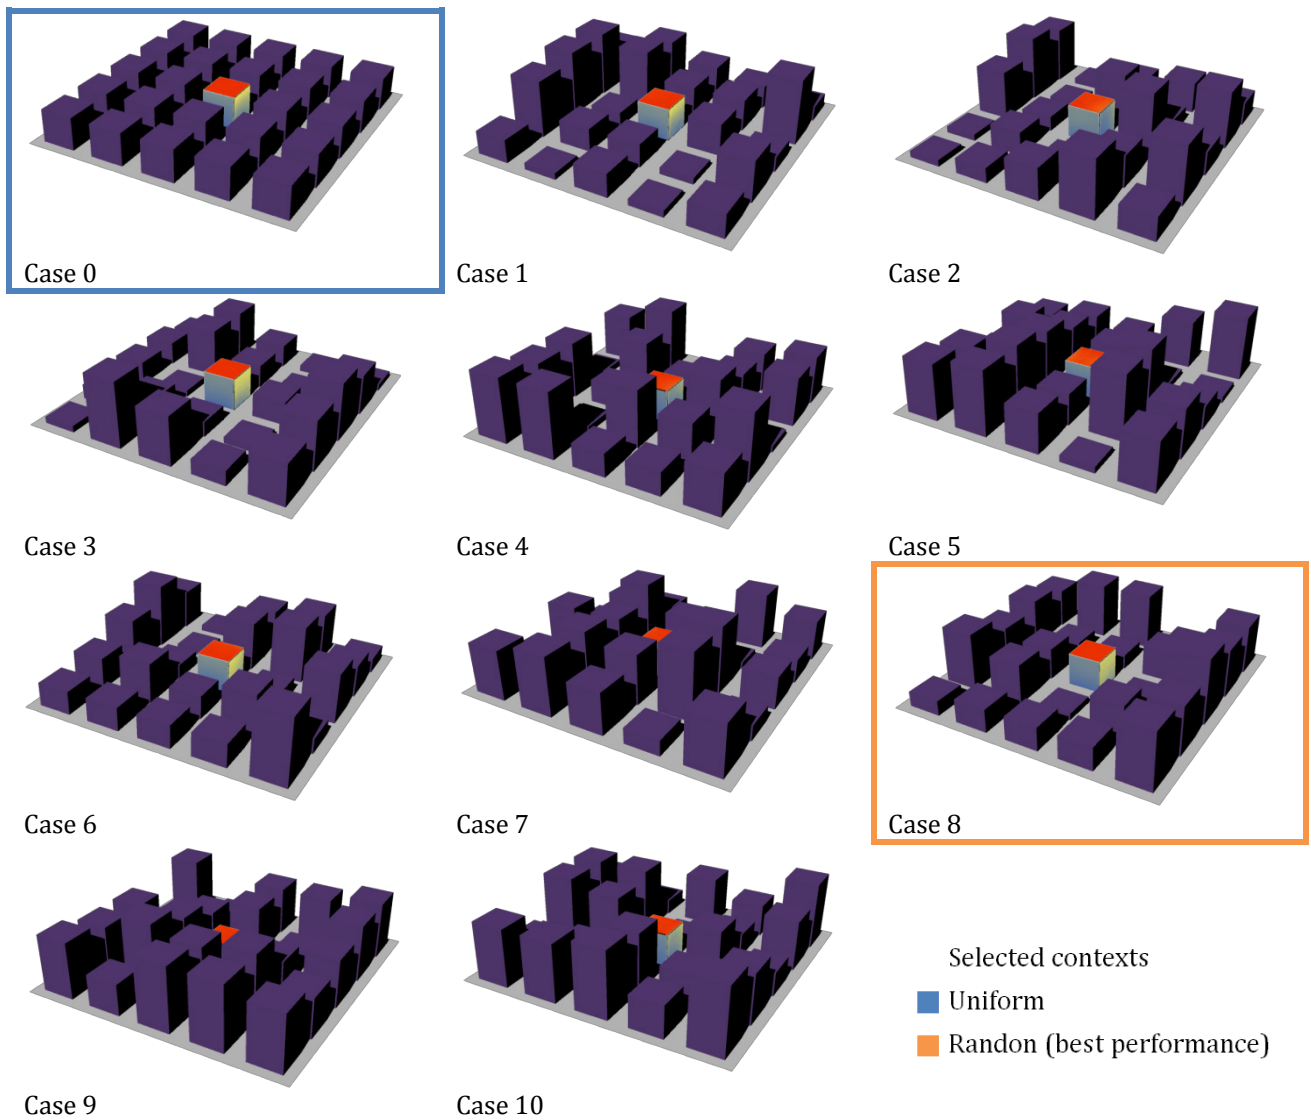 Case 0
Case 1
Case 2
Case 3
Case 4
Case 5
Case 6
Case 7
Case 8
Case 9
Case 10
Selected contexts
Uniform
Randon (best performance)